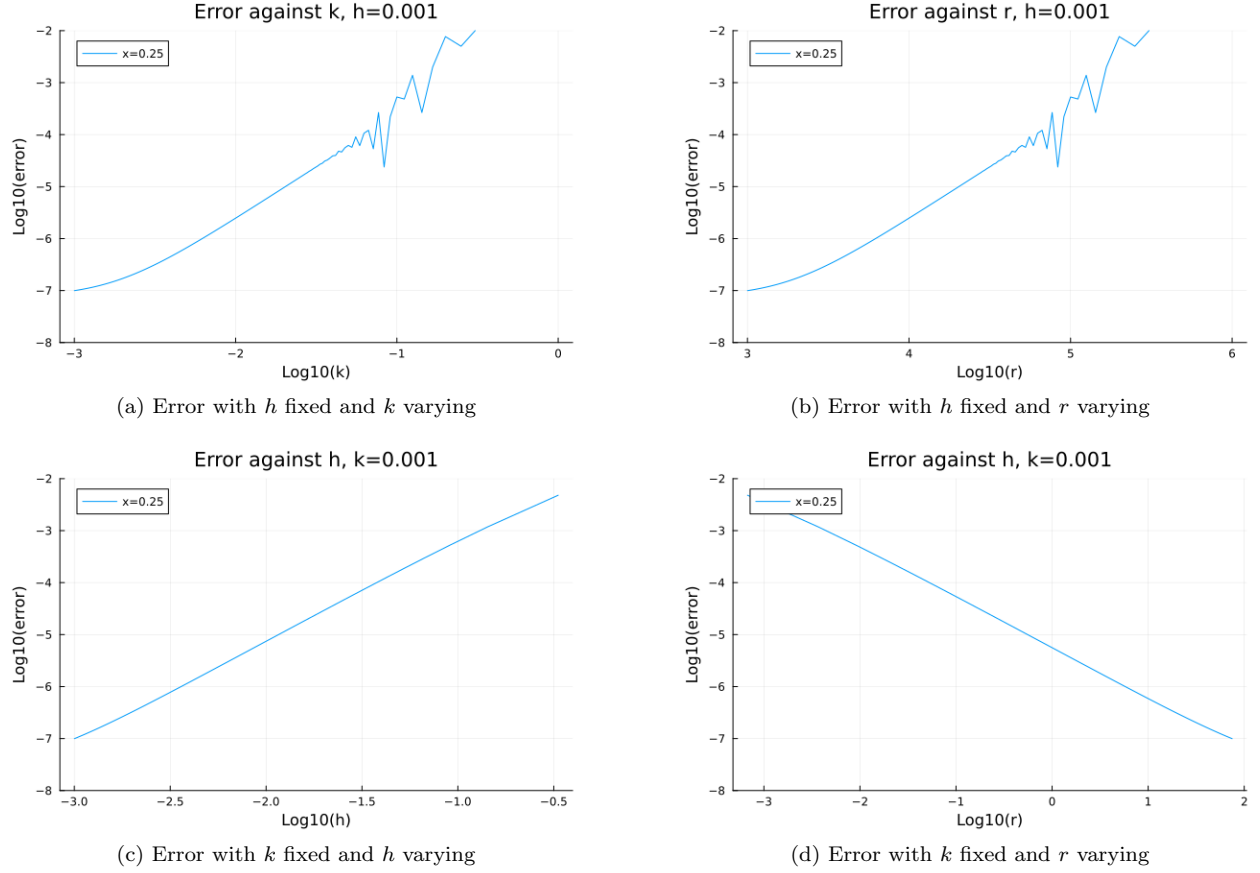 Error against k, h=0.001
x=0.25
Log10(error)
−2
−3
−4
−5
−6
−7
−8
−3
−2
−1
0
Log10(k)
(a) Error with h fixed and k varying
Error against r, h=0.001
x=0.25
Log10(error)
−2
−3
−4
−5
−6
−7
−8
3
4
5
6
Log10(r)
(b) Error with h fixed and r varying
Error against h, k=0.001
x=0.25
Log10(error)
−2
−3
−4
−5
−6
−7
−8
−3.0
−2.5
−2.0
−1.5
−1.0
−0.5
Log10(h)
(c) Error with k fixed and h varying
Error against h, k=0.001
x=0.25
Log10(error)
−2
−3
−4
−5
−6
−7
−8
−3
−2
−1
0
1
2
Log10(r)
(d) Error with k fixed and r varying